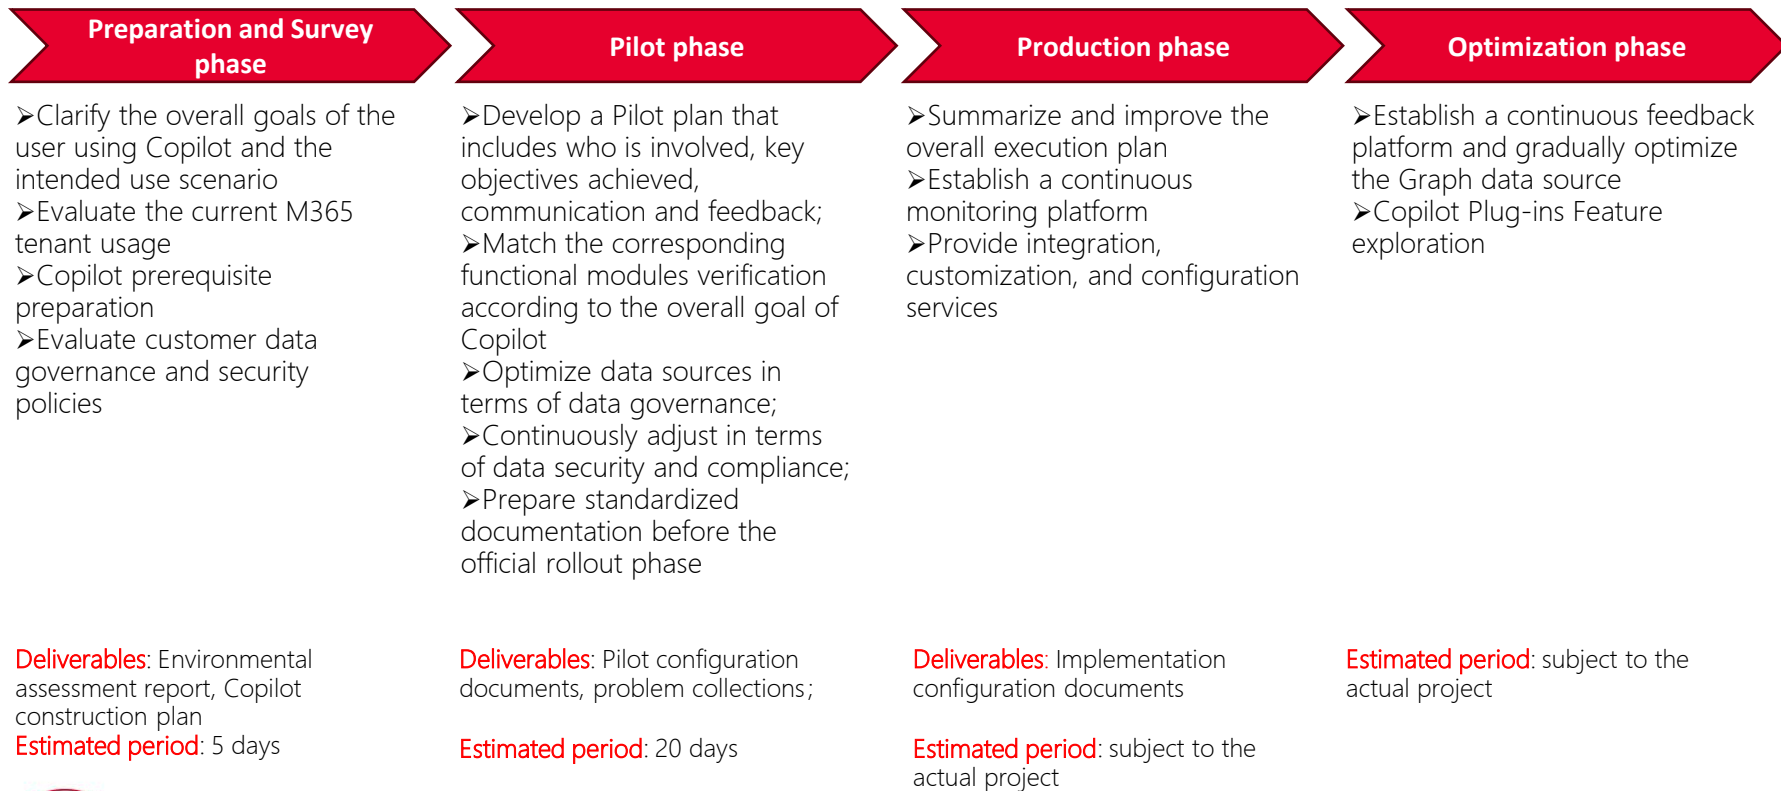 Preparation and Survey
phase
➢Clarify the overall goals of the
user using Copilot and the
intended use scenario
➢Evaluate the current M365
tenant usage
➢Copilot prerequisite
preparation
➢Evaluate customer data
governance and security
policies
Deliverables: Environmental
assessment report, Copilot
construction plan
Estimated period: 5 days
Pilot phase
➢Develop a Pilot plan that
includes who is involved, key
objectives achieved,
communication and feedback;
➢Match the corresponding
functional modules verification
according to the overall goal of
Copilot
➢Optimize data sources in
terms of data governance;
➢Continuously adjust in terms
of data security and compliance;
➢Prepare standardized
documentation before the
official rollout phase
Deliverables: Pilot configuration
documents, problem collections;
Estimated period: 20 days
Production phase
➢Summarize and improve the
overall execution plan
➢Establish a continuous
monitoring platform
➢Provide integration,
customization, and configuration
services
Deliverables: Implementation
configuration documents
Estimated period: subject to the
actual project
Optimization phase
➢Establish a continuous feedback
platform and gradually optimize
the Graph data source
➢Copilot Plug-ins Feature
exploration
Estimated period: subject to the
actual project